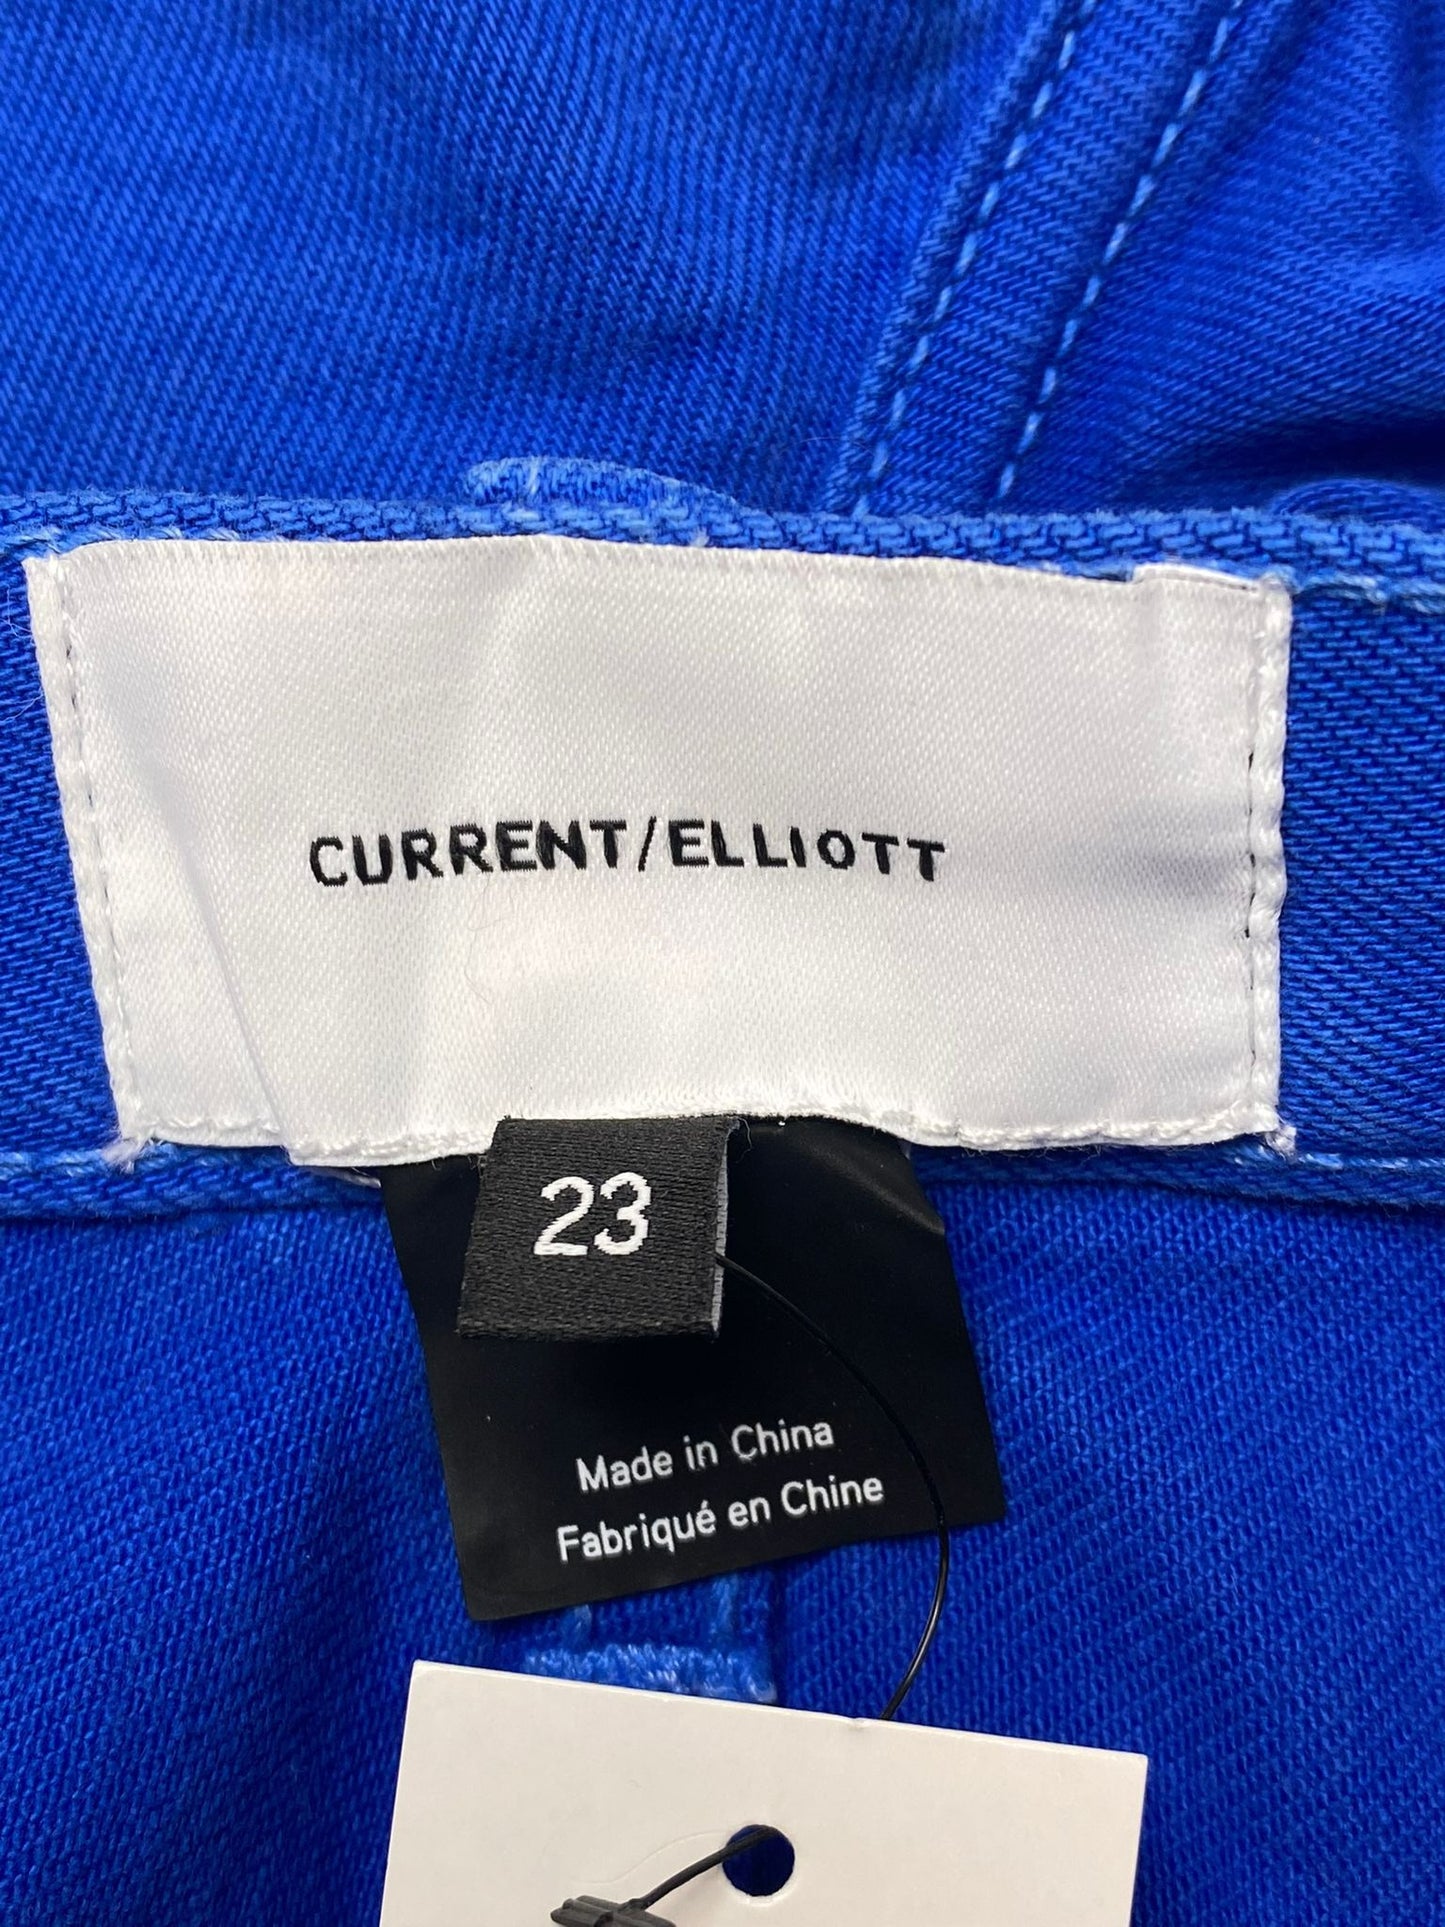 CURRENT/ELLIOTT
23
Made in China
Fabriqué en Chine